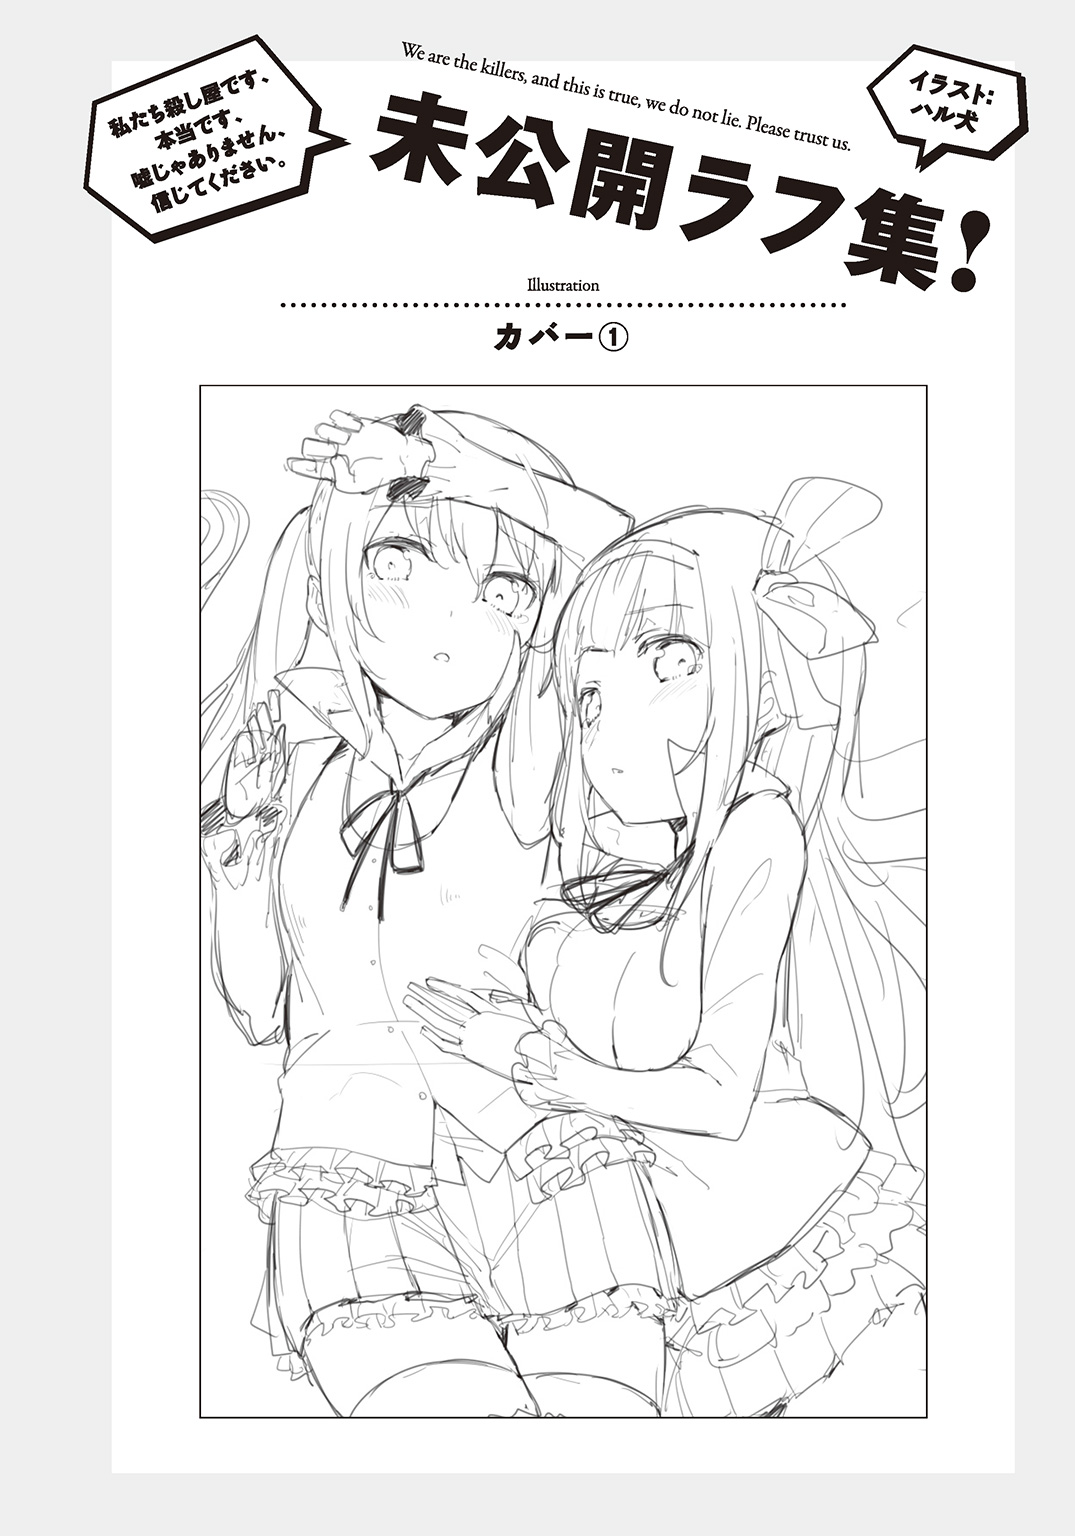 私たち殺し屋です、
本当です、
嘘じゃありません、
信じてください。
We are the killers, and this is true, we do not lie. Please trust us.
未公開ラフ集!
イラスト:
ハル犬
Illustration
カバー①